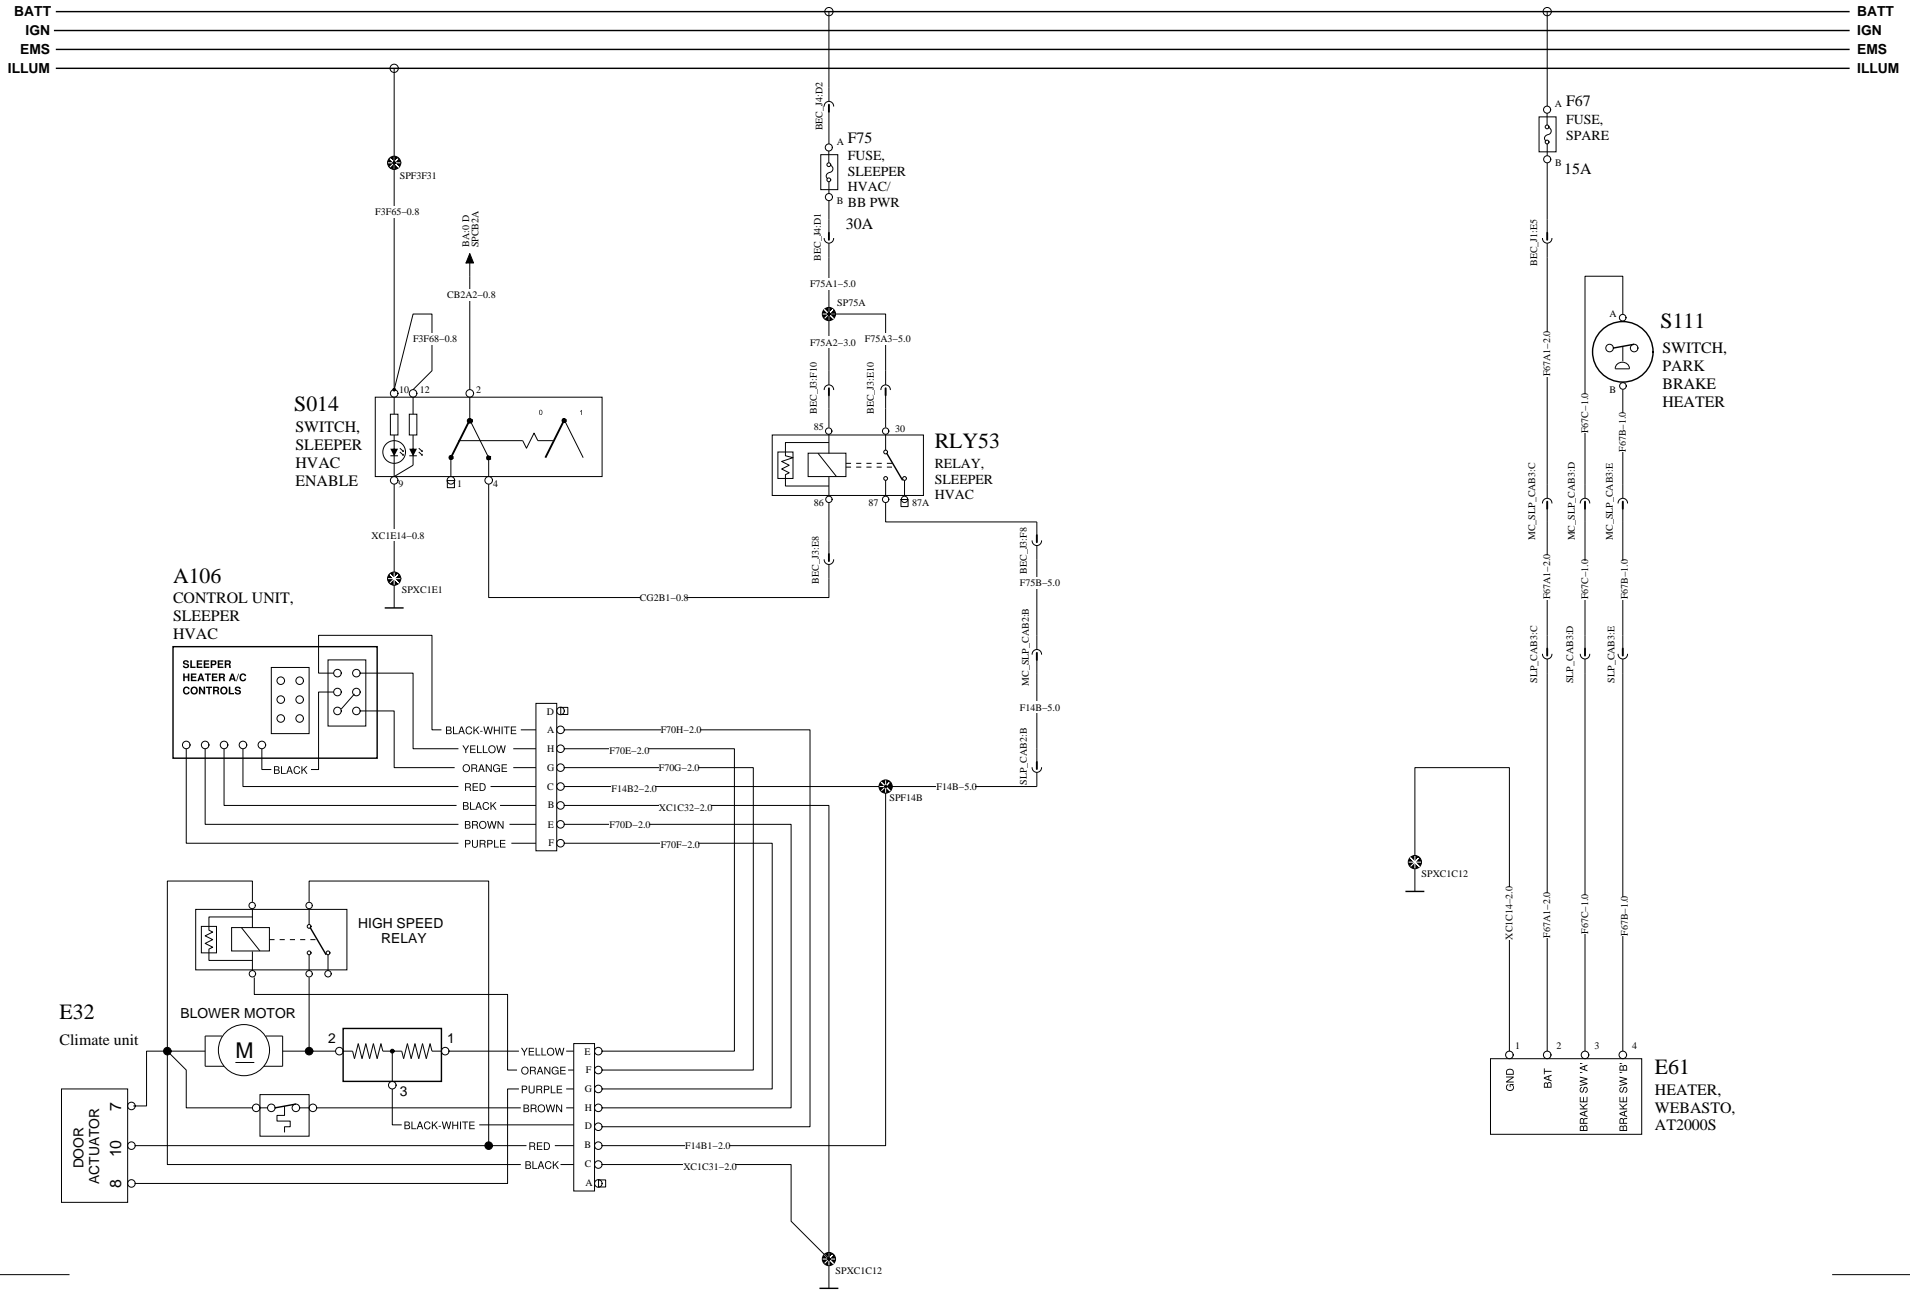 BATT
IGN
EMS
ILLUM
BATT
IGN
EMS
ILLUM
SPF3F31
F3F65–0.8
BA:0 D
SPCB2A
CB2A2–0.8
F3F68–0.8
10
12
2
S014
SWITCH,
SLEEPER
HVAC
ENABLE
0
1
9
1
4
XC1E14–0.8
SPXC1E1
BEC_J4:D2
A
F75
FUSE,
SLEEPER
HVAC/
BB PWR
B
30A
BEC_J4:D1
F75A1–5.0
SP75A
F75A2–3.0
F75A3–5.0
BEC_J3:F10
BEC_J3:E10
85
30
RLY53
RELAY,
SLEEPER
HVAC
86
87
87A
BEC_J3:E8
CG2B1–0.8
BEC_J3:F8
F75B–5.0
MC_SLP_CAB2:B
F14B–5.0
SLP_CAB2:B
F14B–5.0
SPF14B
A
F67
FUSE,
SPARE
B
15A
BEC_J1:E5
F67A1–2.0
A
S111
SWITCH,
PARK
BRAKE
HEATER
B
F67C–1.0
F67B–1.0
MC_SLP_CAB3:C
MC_SLP_CAB3:D
MC_SLP_CAB3:E
F67A1–2.0
F67C–1.0
F67B–1.0
SLP_CAB3:C
SLP_CAB3:D
SLP_CAB3:E
SPXC1C12
XC1C14–2.0
F67A1–2.0
F67C–1.0
F67B–1.0
1
2
3
4
GND
BAT
BRAKE SW 'A'
BRAKE SW 'B'
E61
HEATER,
WEBASTO,
AT2000S
A106
CONTROL UNIT,
SLEEPER
HVAC
SLEEPER
HEATER A/C
CONTROLS
BLACK
D
BLACK-WHITE
A
F70H–2.0
YELLOW
H
F70E–2.0
ORANGE
G
F70G–2.0
RED
C
F14B2–2.0
BLACK
B
XC1C32–2.0
BROWN
E
F70D–2.0
PURPLE
F
F70F–2.0
HIGH SPEED
RELAY
E32
Climate unit
BLOWER MOTOR
M
2
1
3
DOOR
ACTUATOR
7
10
8
YELLOW
E
ORANGE
F
PURPLE
G
BROWN
H
BLACK-WHITE
D
RED
B
F14B1–2.0
BLACK
C
XC1C31–2.0
A
SPXC1C12